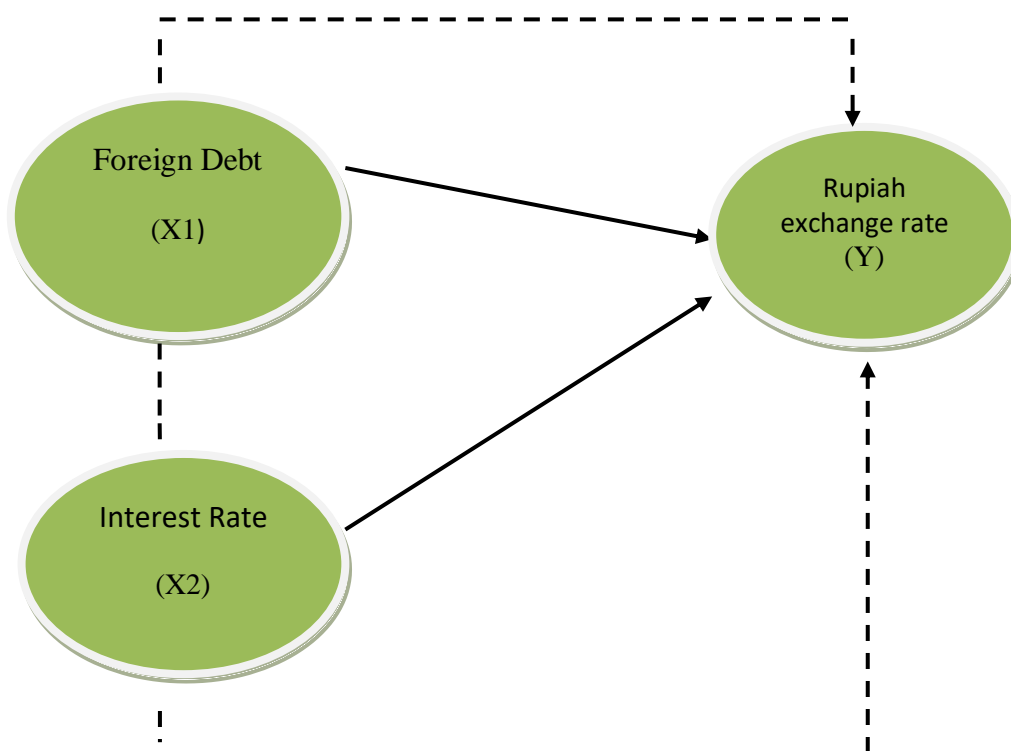 Foreign Debt
(X1)
Rupiah
exchange rate
(Y)
Interest Rate
(X2)